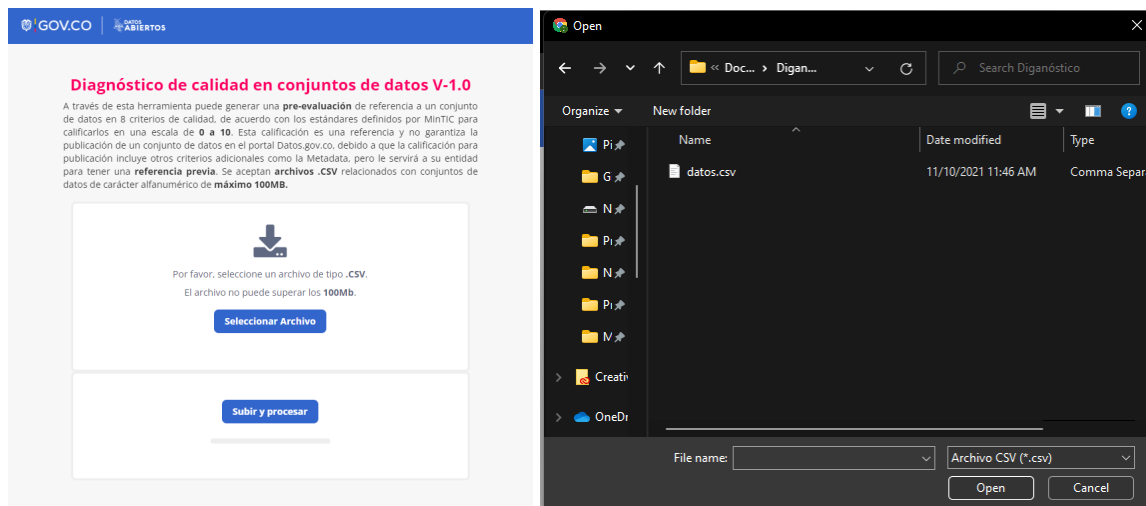 GOV.CO
DATOS
ABIERTOS
Diagnóstico de calidad en conjuntos de datos V-1.0
A través de esta herramienta puede generar una pre-evaluación de referencia a un conjunto
de datos en 8 criterios de calidad, de acuerdo con los estándares definidos por MinTIC para
calificarlos en una escala de 0 a 10. Esta calificación es una referencia y no garantiza la
publicación de un conjunto de datos en el portal Datos.gov.co, debido a que la calificación para
publicación incluye otros criterios adicionales como la Metadata, pero le servirá a su entidad
para tener una referencia previa. Se aceptan archivos .CSV relacionados con conjuntos de
datos de carácter alfanumérico de máximo 100MB.
Por favor, seleccione un archivo de tipo .CSV.
El archivo no puede superar los 100Mb.
Seleccionar Archivo
Subir y procesar
Open
« Doc... › Digan...
Search Diganóstico
Organize
New folder
Name
Date modified
Type
Pi
G
N
Pi
N
Pi
M
Creativ
OneDr
datos.csv
11/10/2021 11:46 AM
Comma Separ
File name:
Archivo CSV (*.csv)
Open
Cancel